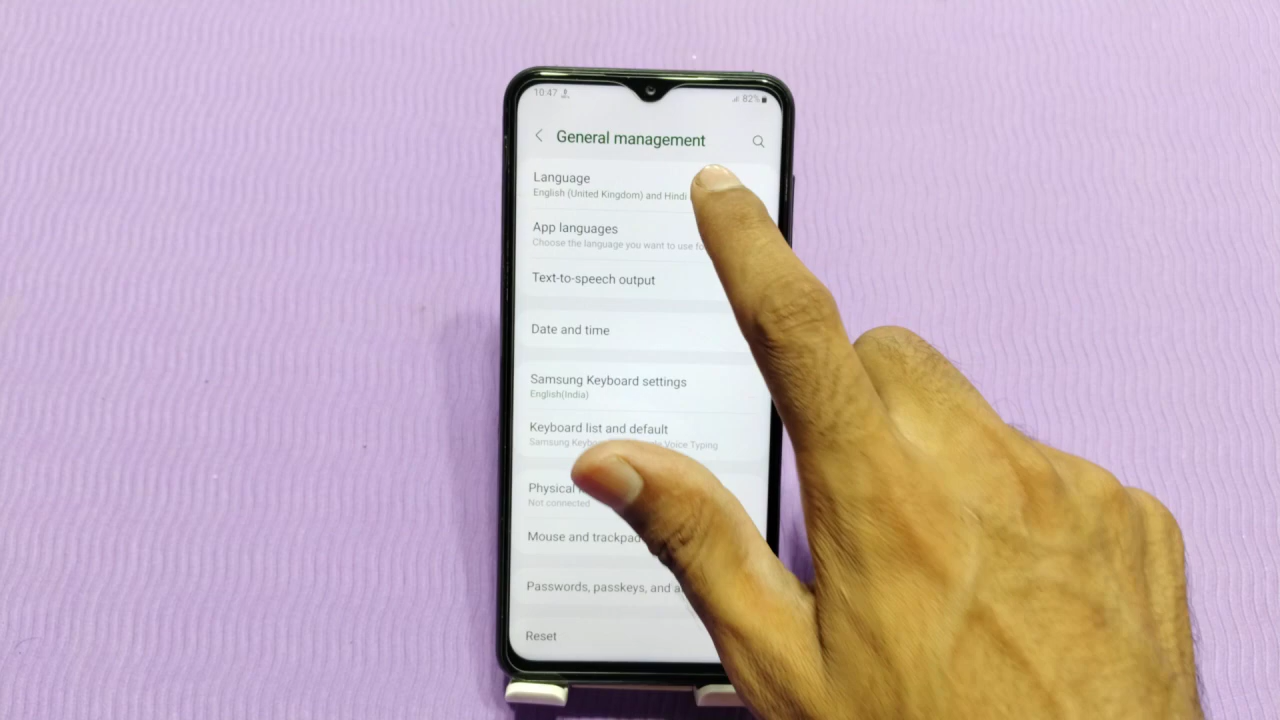 10:47
82%
General management
Language
English (United Kingdom) and Hindi
App languages
Choose the language you want to use
Text-to-speech output
Date and time
Samsung Keyboard settings
English(India)
Keyboard list and default
Samsung Voice Typing
Physical
Not connected
Mouse and trackpad
Passwords, passkeys, and
Reset